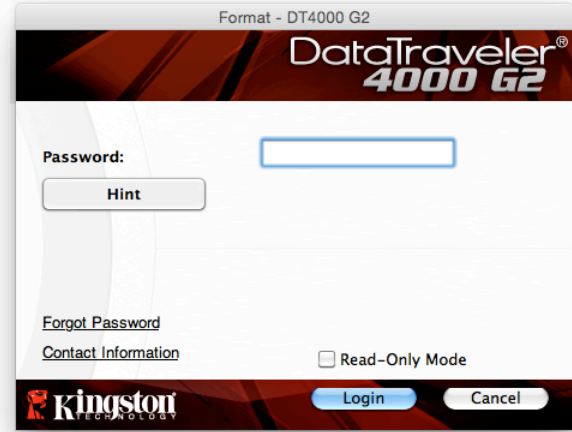 Format - DT4000 G2
DataTraveler®
4000 G2
Password:
Hint
Forgot Password
Contact Information
Read-Only Mode
Kingston
TECHNOLOGY
Login
Cancel